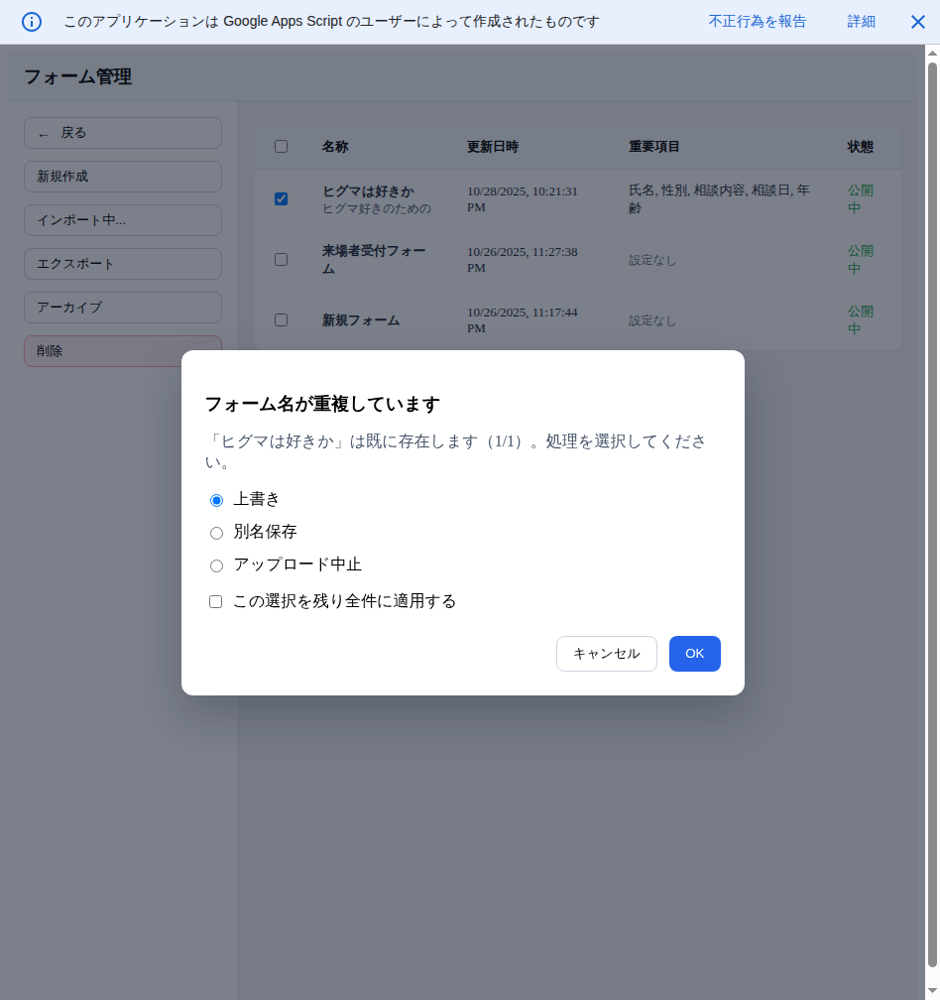 このアプリケーションは Google Apps Script のユーザーによって作成されたものです 不正行為を報告 詳細
フォーム管理
← 戻る
新規作成
インポート中...
エクスポート
アーカイブ
削除
名称 更新日時 重要項目 状態
ヒグマは好きか
ヒグマ好きのための
10/28/2025, 10:21:31
PM
氏名, 性別, 相談内容, 相談日, 年
齢
公開
中
来場者受付フォー
ム
10/26/2025, 11:27:38
PM
設定なし
公開
中
新規フォーム
10/26/2025, 11:17:44
PM
設定なし
公開
中
フォーム名が重複しています
「ヒグマは好きか」は既に存在します（1/1）。処理を選択してくださ
い。
上書き
別名保存
アップロード中止
この選択を残り全件に適用する
キャンセル OK